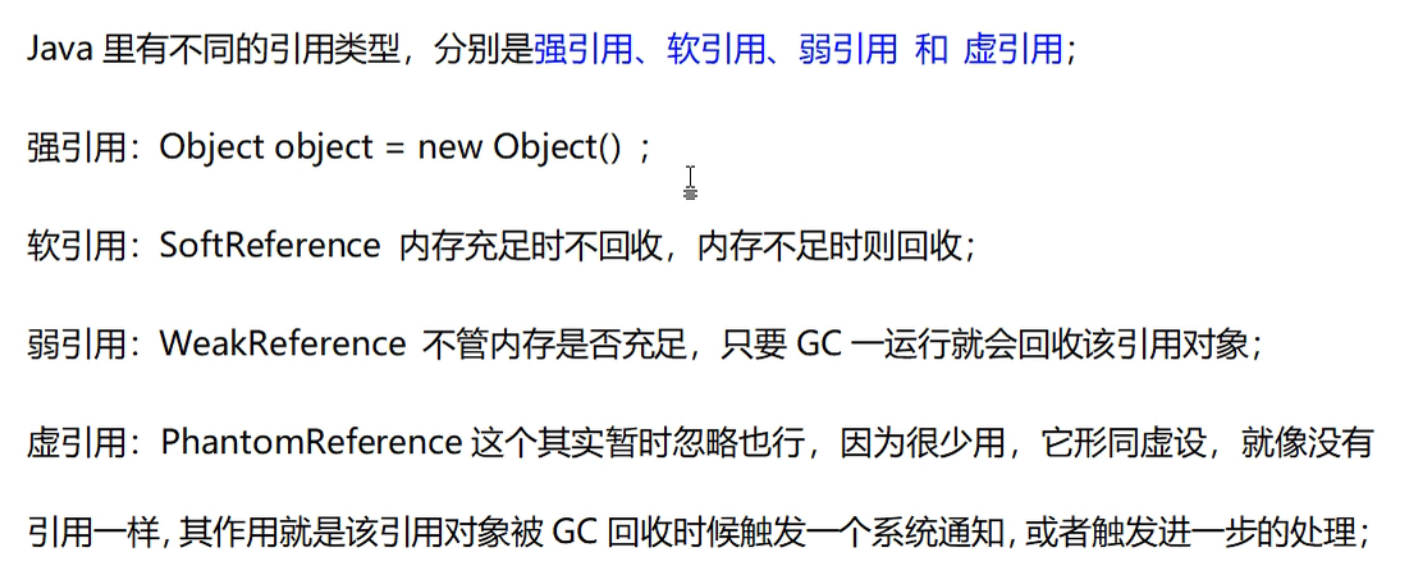 Java 里有不同的引用类型，分别是强引用、软引用、弱引用 和 虚引用；
强引用：Object object = new Object() ；
软引用：SoftReference 内存充足时不回收，内存不足时则回收；
弱引用：WeakReference 不管内存是否充足，只要 GC 一运行就会回收该引用对象；
虚引用：PhantomReference 这个其实暂时忽略也行，因为很少用，它形同虚设，就像没有
引用一样，其作用就是该引用对象被 GC 回收时候触发一个系统通知，或者触发进一步的处理；